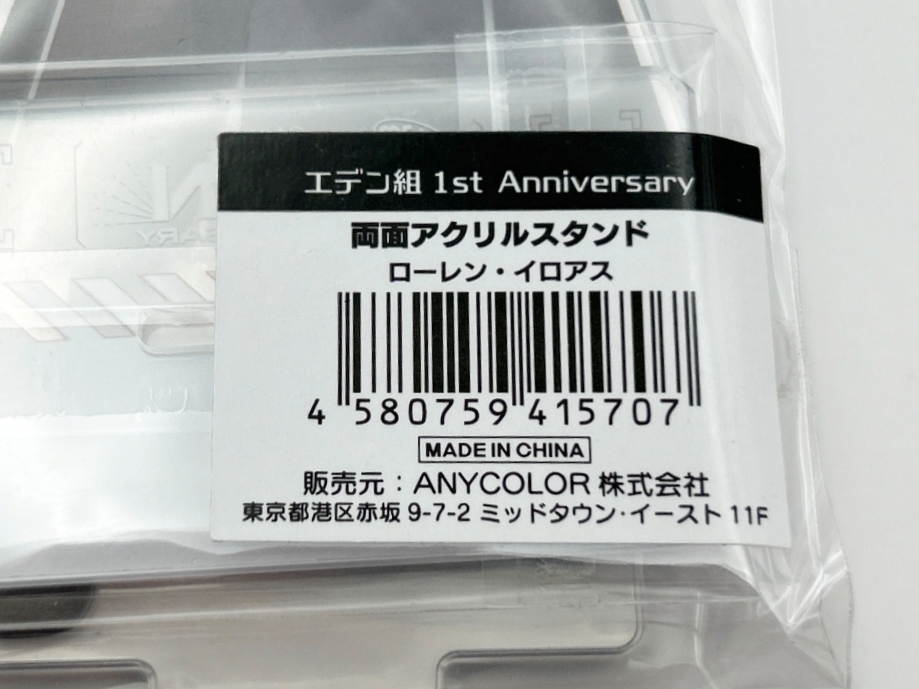 エデン組 1st Anniversary
両面アクリルスタンド
ローレン・イロアス
4 580759 415707
MADE IN CHINA
販売元：ANYCOLOR 株式会社
東京都港区赤坂 9-7-2 ミッドタウン・イースト 11F